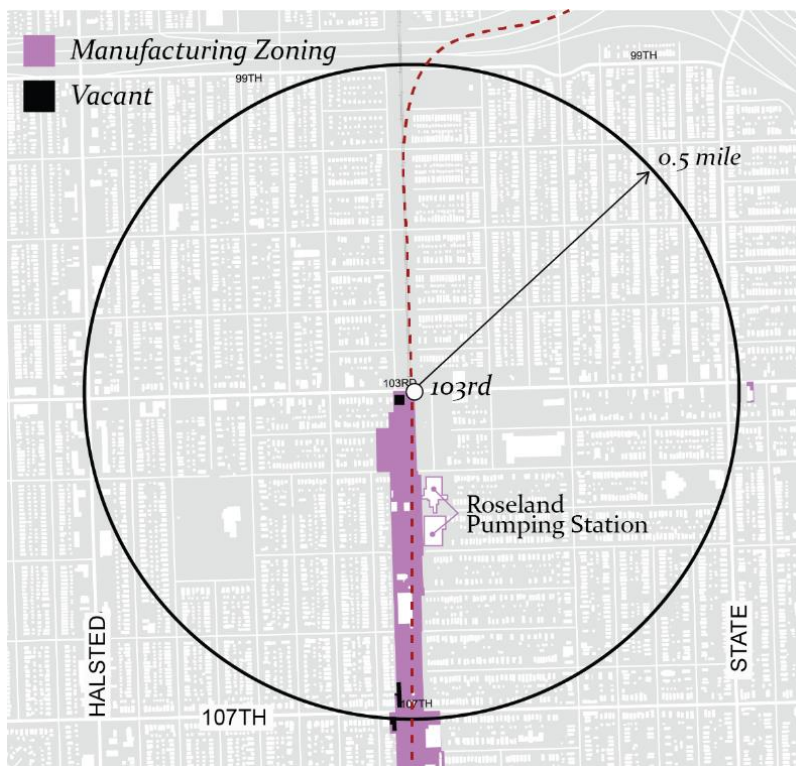 Manufacturing Zoning
Vacant
99TH
99TH
0.5 mile
103RD
103rd
Roseland
Pumping Station
HALSTED
STATE
107TH
107TH